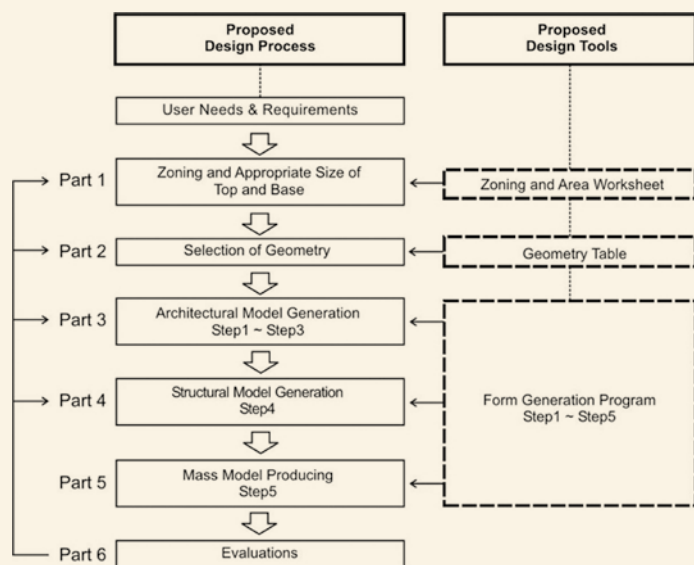 Proposed
Design Process
Proposed
Design Tools
User Needs & Requirements
Part 1
Zoning and Appropriate Size of
Top and Base
Zoning and Area Worksheet
Part 2
Selection of Geometry
Geometry Table
Part 3
Architectural Model Generation
Step1 ~ Step3
Part 4
Structural Model Generation
Step4
Form Generation Program
Step1 ~ Step5
Part 5
Mass Model Producing
Step5
Part 6
Evaluations